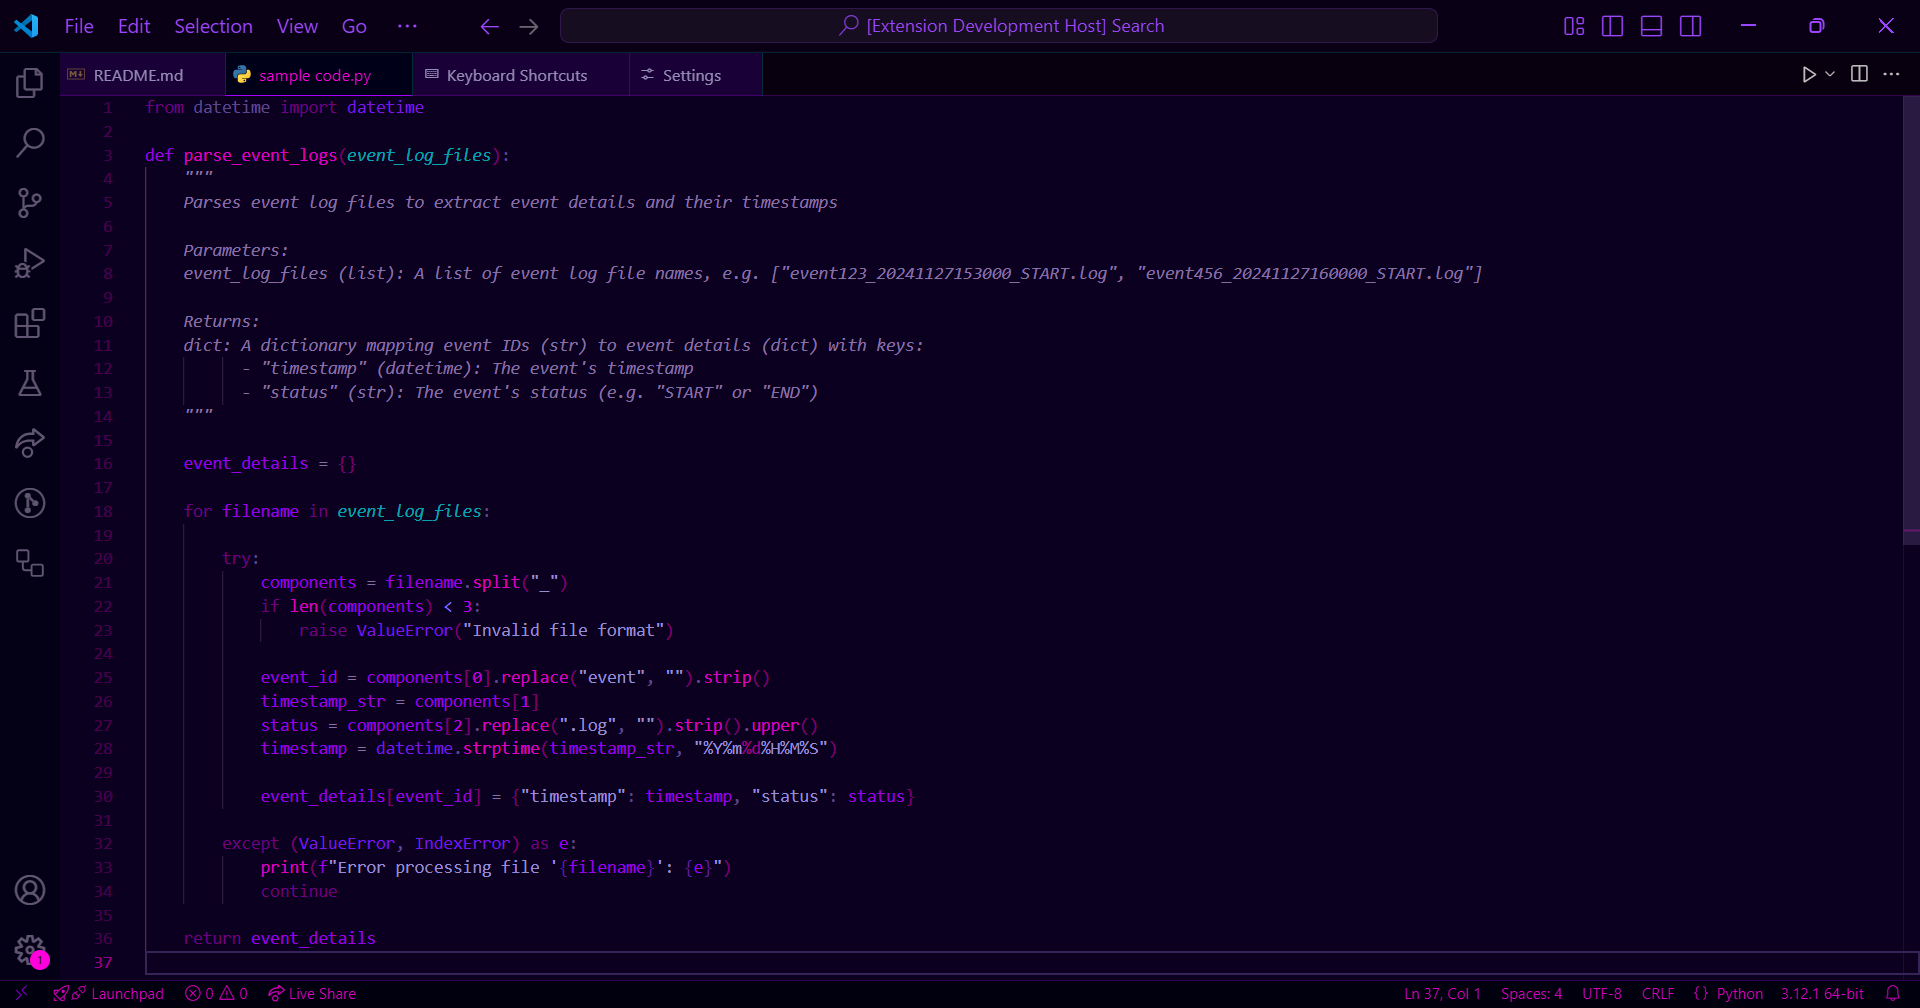 File Edit Selection View Go ··· [Extension Development Host] Search
README.md sample code.py Keyboard Shortcuts Settings
1 from datetime import datetime
2
3 def parse_event_logs(event_log_files):
4 """
5 Parses event log files to extract event details and their timestamps
6
7 Parameters:
8 event_log_files (list): A list of event log file names, e.g. ["event123_20241127153000_START.log", "event456_20241127160000_START.log"]
9
10 Returns:
11 dict: A dictionary mapping event IDs (str) to event details (dict) with keys:
12 - "timestamp" (datetime): The event's timestamp
13 - "status" (str): The event's status (e.g. "START" or "END")
14 """
15
16 event_details = {}
17
18 for filename in event_log_files:
19
20 try:
21 components = filename.split("_")
22 if len(components) < 3:
23 raise ValueError("Invalid file format")
24
25 event_id = components[0].replace("event", "").strip()
26 timestamp_str = components[1]
27 status = components[2].replace(".log", "").strip().upper()
28 timestamp = datetime.strptime(timestamp_str, "%Y%m%d%H%M%S")
29
30 event_details[event_id] = {"timestamp": timestamp, "status": status}
31
32 except (ValueError, IndexError) as e:
33 print(f"Error processing file '{filename}': {e}")
34 continue
35
36 return event_details
37
1
Launchpad 0 0 Live Share Ln 37, Col 1 Spaces: 4 UTF-8 CRLF {} Python 3.12.1 64-bit